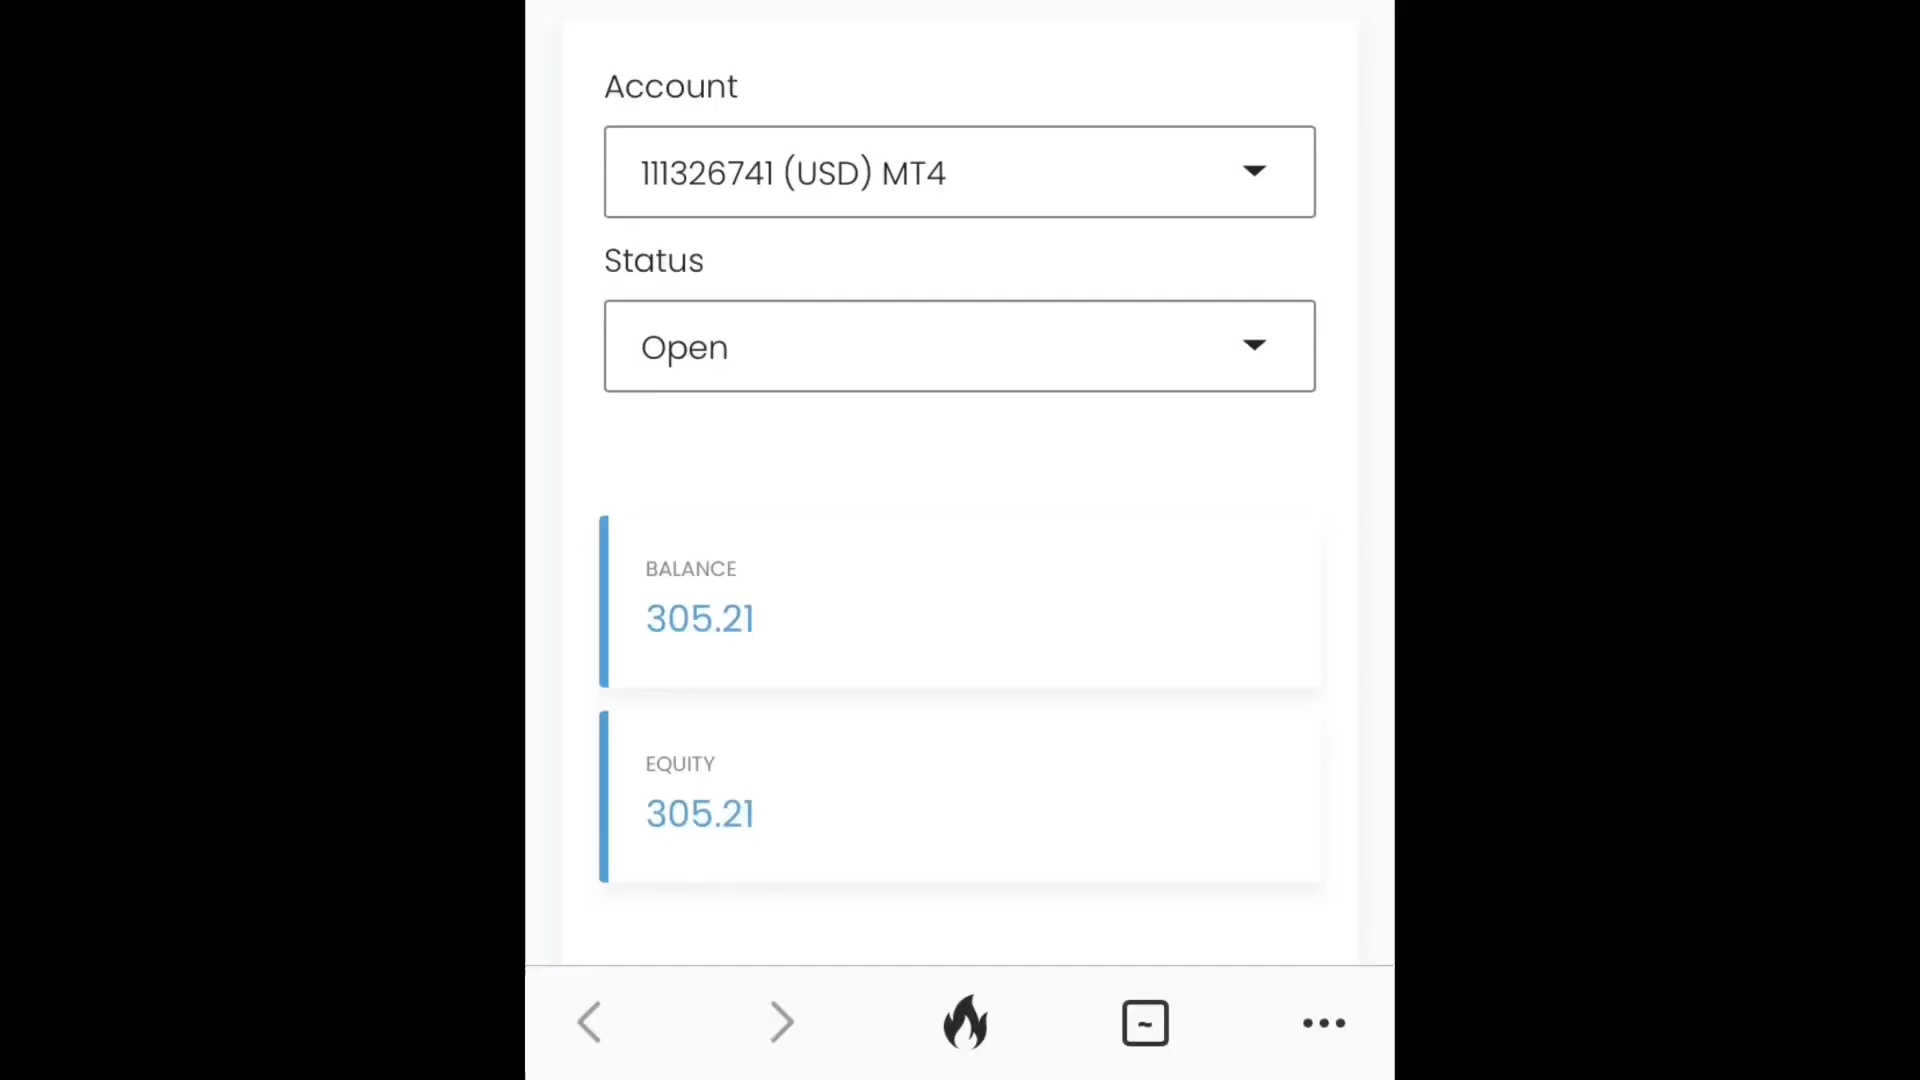 Account
111326741 (USD) MT4
Status
Open
BALANCE
305.21
EQUITY
305.21
~